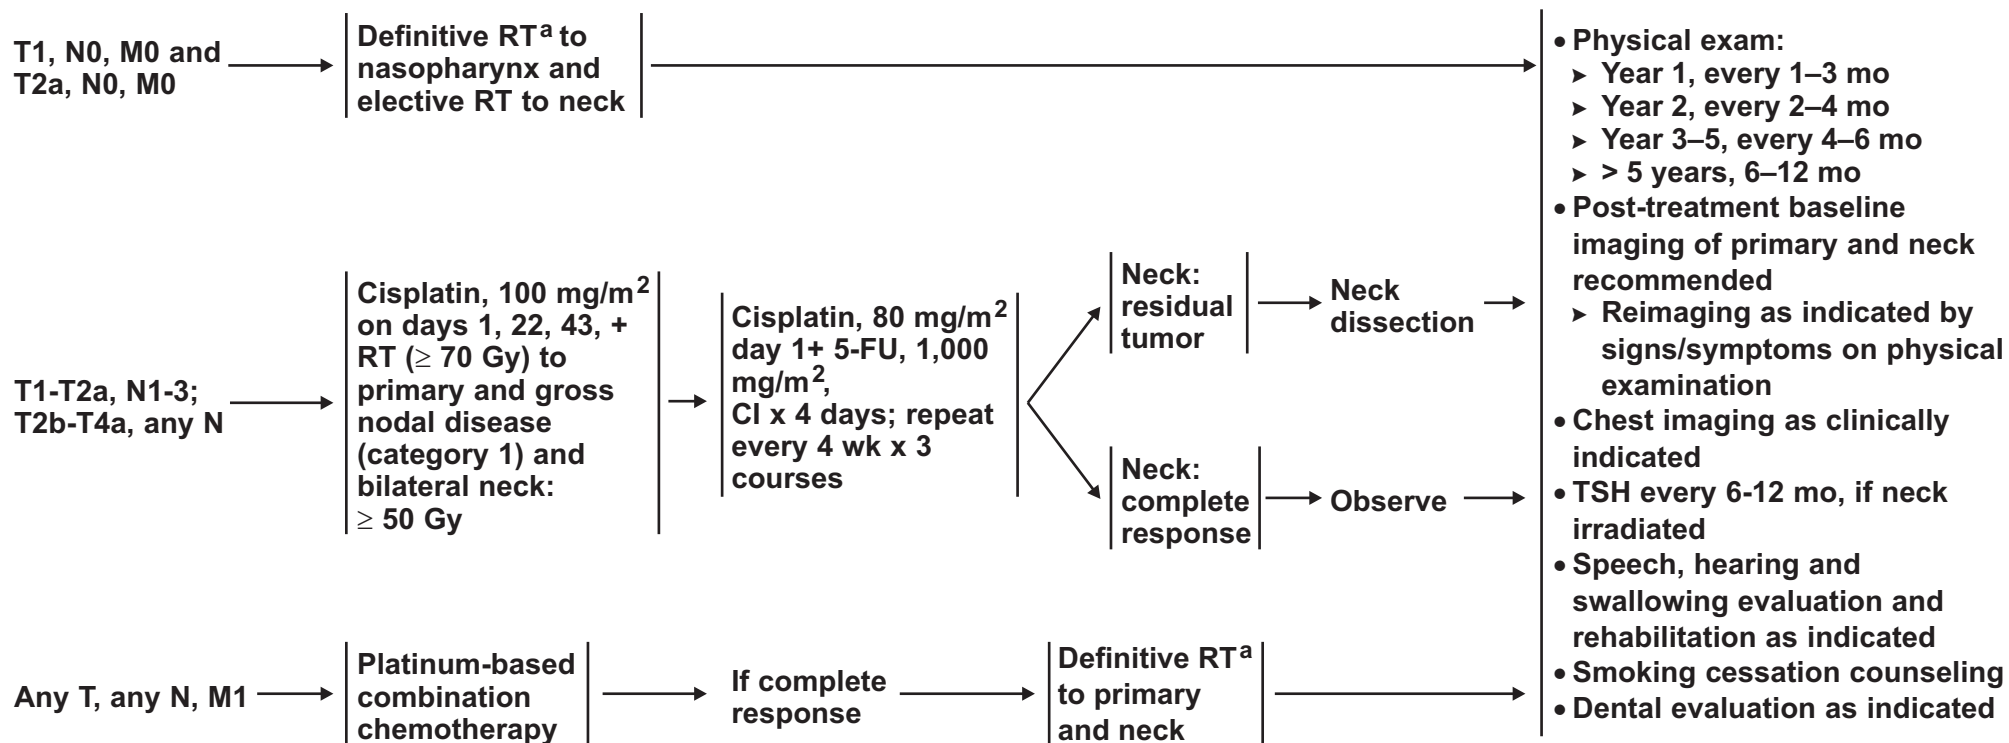 T1, N0, M0 and
T2a, N0, M0
Definitive RTa to
nasopharynx and
elective RT to neck
T1-T2a, N1-3;
T2b-T4a, any N
Cisplatin, 100 mg/m2
on days 1, 22, 43, +
RT (≥ 70 Gy) to
primary and gross
nodal disease
(category 1) and
bilateral neck:
≥ 50 Gy
Cisplatin, 80 mg/m2
day 1+ 5-FU, 1,000
mg/m2,
CI x 4 days; repeat
every 4 wk x 3
courses
Neck:
residual
tumor
Neck
dissection
Neck:
complete
response
Observe
Any T, any N, M1
Platinum-based
combination
chemotherapy
If complete
response
Definitive RTa
to primary
and neck
• Physical exam:
➤ Year 1, every 1–3 mo
➤ Year 2, every 2–4 mo
➤ Year 3–5, every 4–6 mo
➤ > 5 years, 6–12 mo
• Post-treatment baseline
imaging of primary and neck
recommended
➤ Reimaging as indicated by
signs/symptoms on physical
examination
• Chest imaging as clinically
indicated
• TSH every 6-12 mo, if neck
irradiated
• Speech, hearing and
swallowing evaluation and
rehabilitation as indicated
• Smoking cessation counseling
• Dental evaluation as indicated